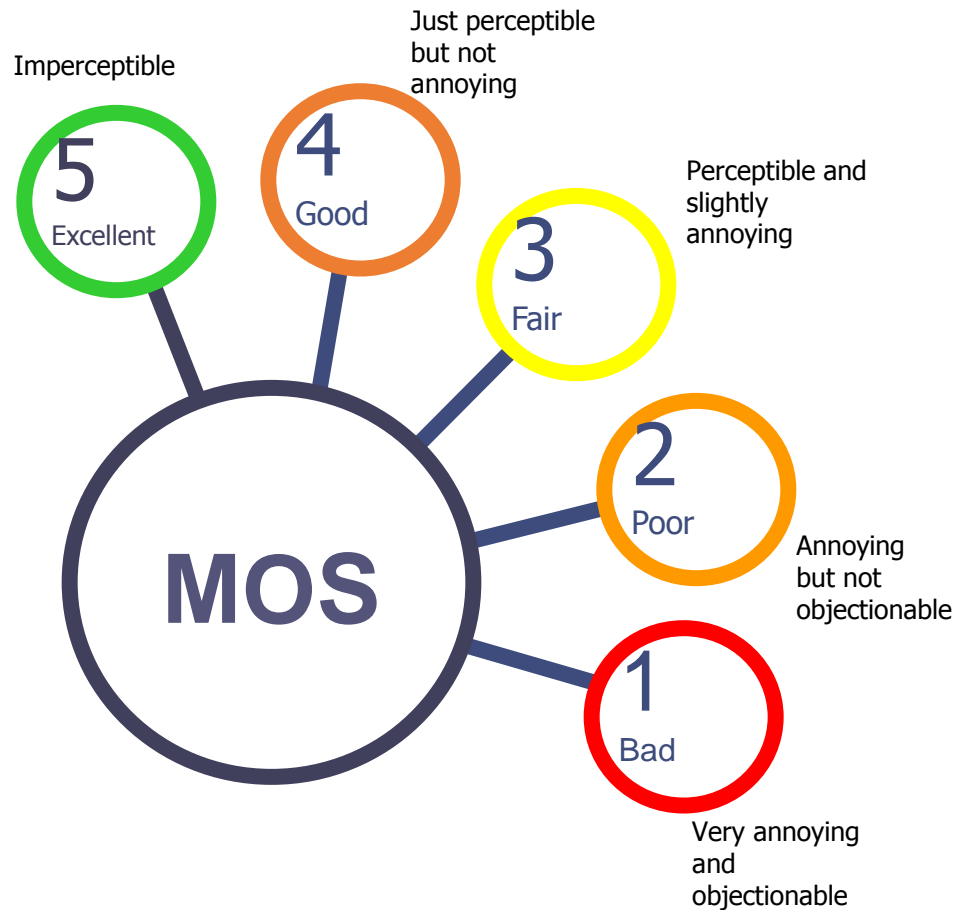 Imperceptible
5
Excellent
Just perceptible
but not
annoying
4
Good
Perceptible and
slightly
annoying
3
Fair
2
Poor
Annoying
but not
objectionable
MOS
1
Bad
Very annoying
and
objectionable